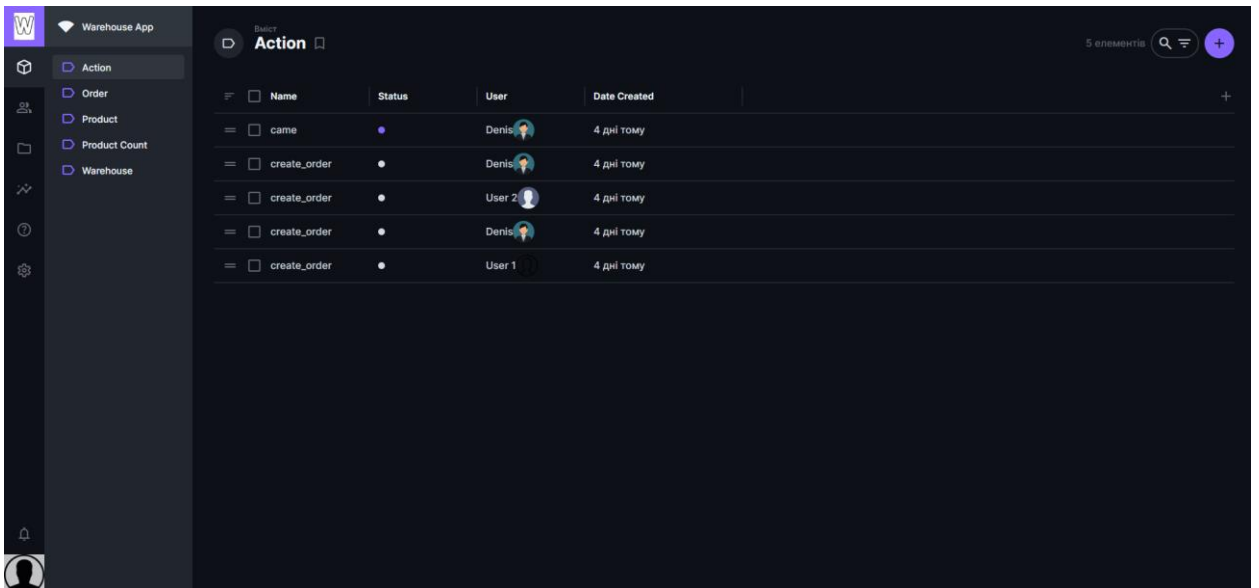 W
Warehouse App
Action
Order
Product
Product Count
Warehouse
Вміст
Action
5 елементів
Name Status User Date Created
came Denis 4 дні тому
create_order Denis 4 дні тому
create_order User 2 4 дні тому
create_order Denis 4 дні тому
create_order User 1 4 дні тому